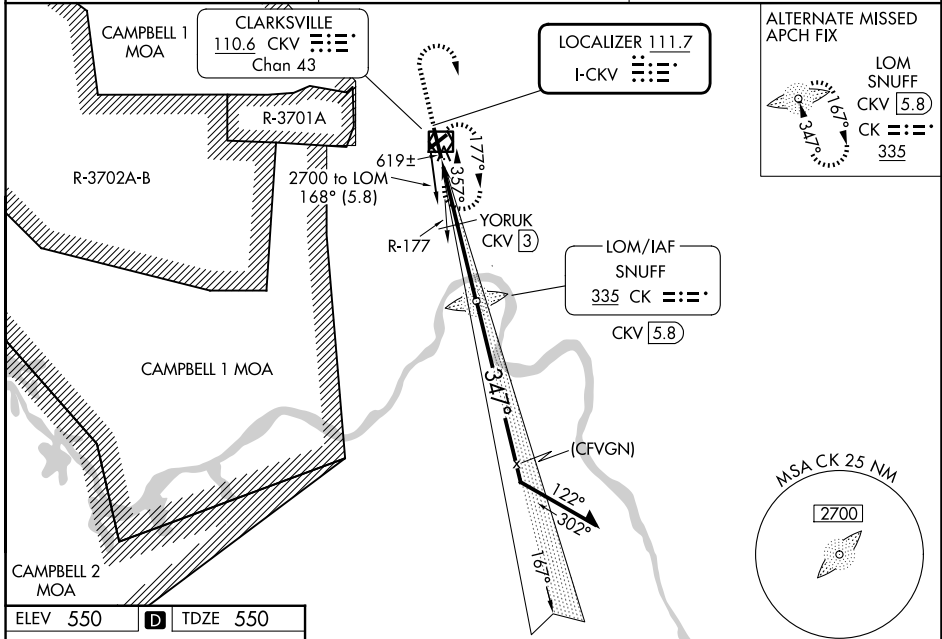 CAMPBELL 1
MOA
CLARKSVILLE
110.6 CKV
Chan 43
LOCALIZER 111.7
I-CKV
ALTERNATE MISSED
APCH FIX
LOM
SNUFF
CKV 5.8
CK
335
167°
347°
R-3701A
R-3702A-B
619±
2700 to LOM
168° (5.8)
177°
357°
R-177
YORUK
CKV 3
LOM/IAF
SNUFF
335 CK
CKV 5.8
CAMPBELL 1 MOA
347°
(CFVGN)
122°
302°
167°
MSA CK 25 NM
2700
CAMPBELL 2
MOA
ELEV 550 D TDZE 550